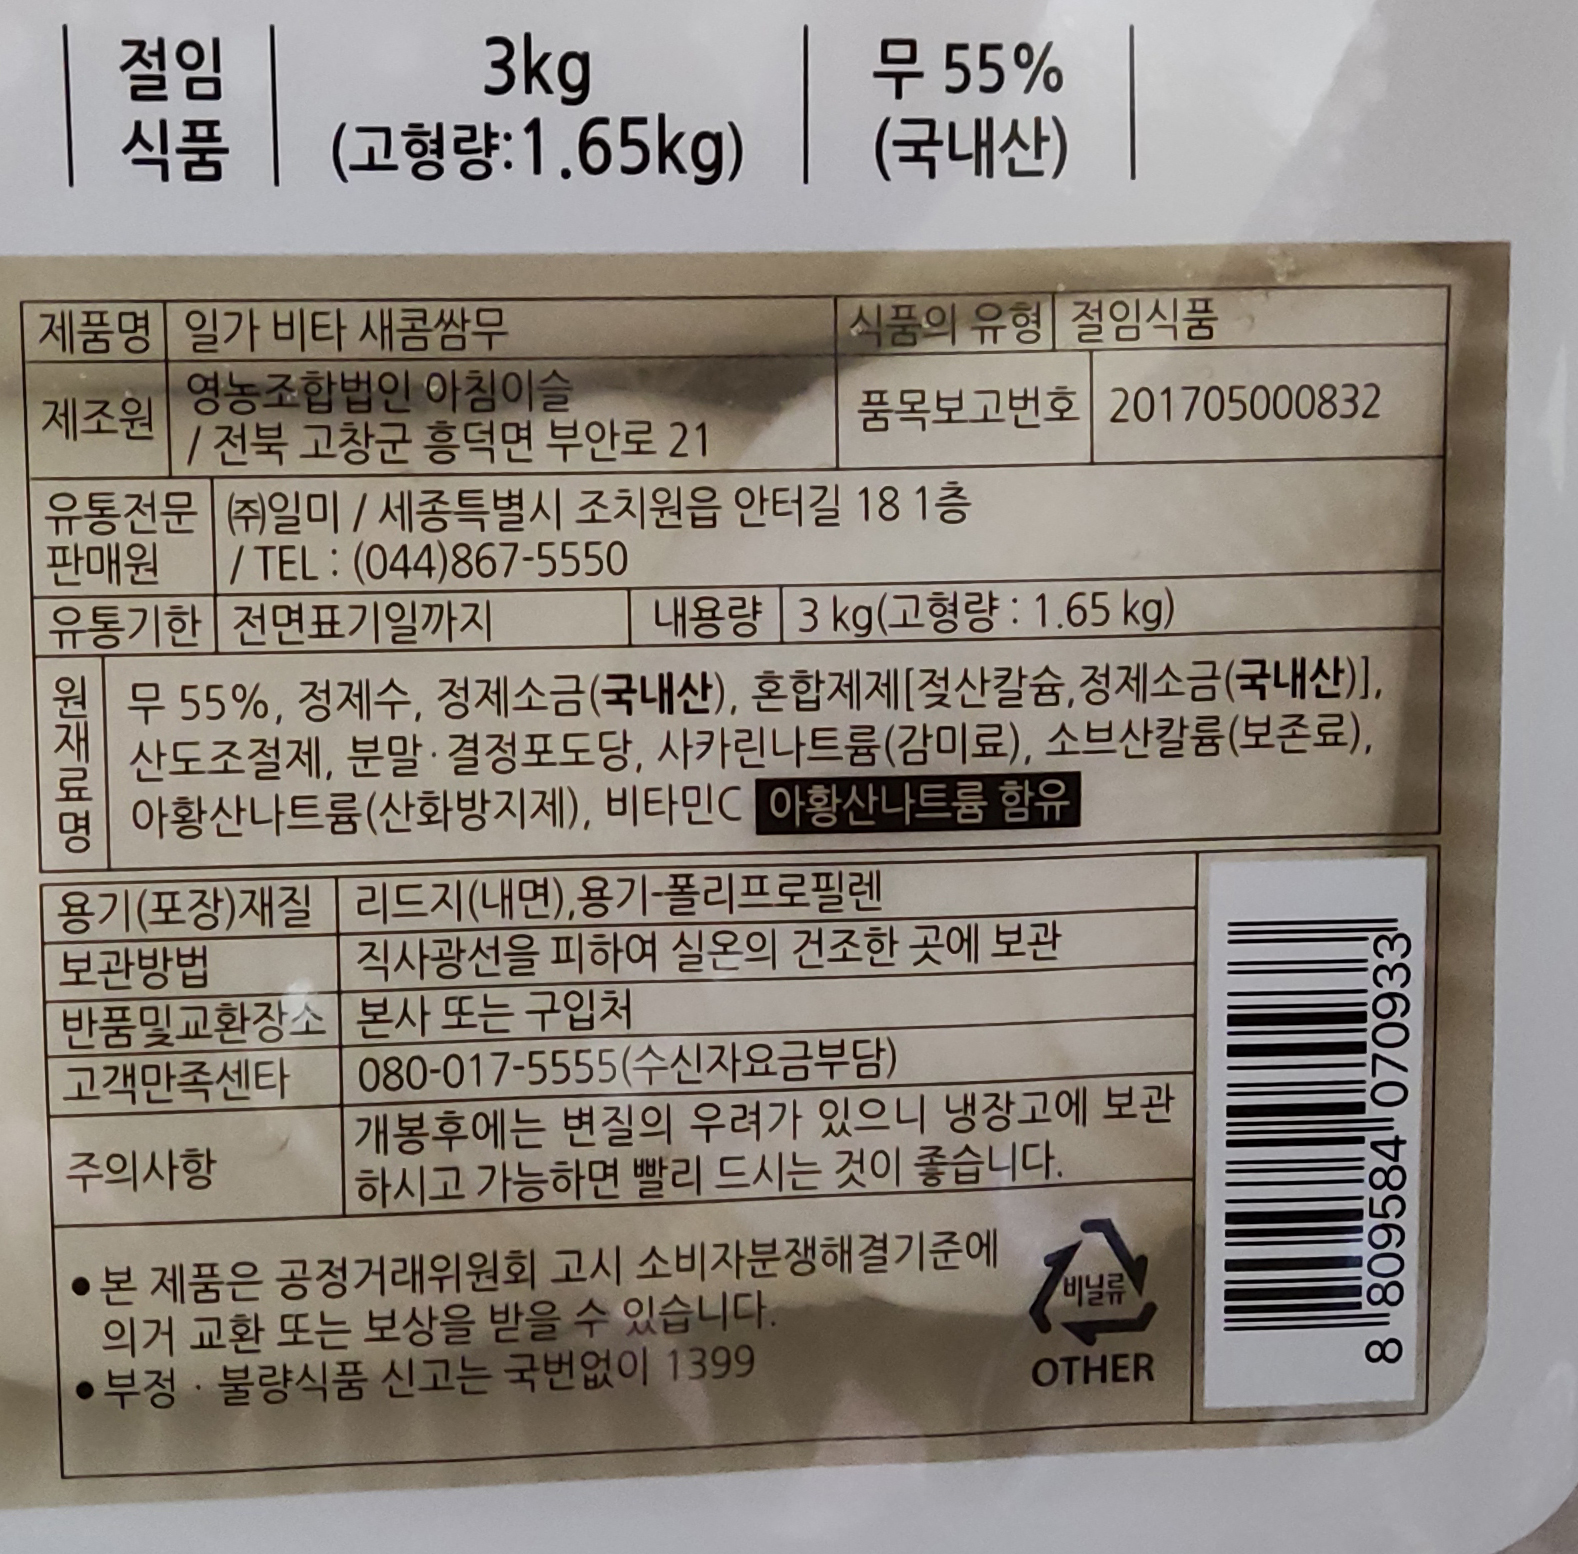 절임 식품
3kg
(고형량:1.65kg)
무 55%
(국내산)
제품명 일가 비타 새콤쌈무 식품의 유형 절임식품
제조원 영농조합법인 아침이슬
/ 전북 고창군 흥덕면 부안로 21
품목보고번호 201705000832
유통전문
판매원
㈜일미 / 세종특별시 조치원읍 안터길 18 1층
/ TEL : (044)867-5550
유통기한 전면표기일까지 내용량 3 kg(고형량 : 1.65 kg)
원재료명
무 55%, 정제수, 정제소금(국내산), 혼합제제[젖산칼슘,정제소금(국내산)],
산도조절제, 분말·결정포도당, 사카린나트륨(감미료), 소브산칼륨(보존료),
아황산나트륨(산화방지제), 비타민C 아황산나트륨 함유
용기(포장)재질 리드지(내면),용기-폴리프로필렌
보관방법 직사광선을 피하여 실온의 건조한 곳에 보관
반품및교환장소 본사 또는 구입처
고객만족센타 080-017-5555(수신자요금부담)
주의사항 개봉후에는 변질의 우려가 있으니 냉장고에 보관
하시고 가능하면 빨리 드시는 것이 좋습니다.
● 본 제품은 공정거래위원회 고시 소비자분쟁해결기준에
의거 교환 또는 보상을 받을 수 있습니다.
● 부정 · 불량식품 신고는 국번없이 1399
비닐류
OTHER
8 809584 070933